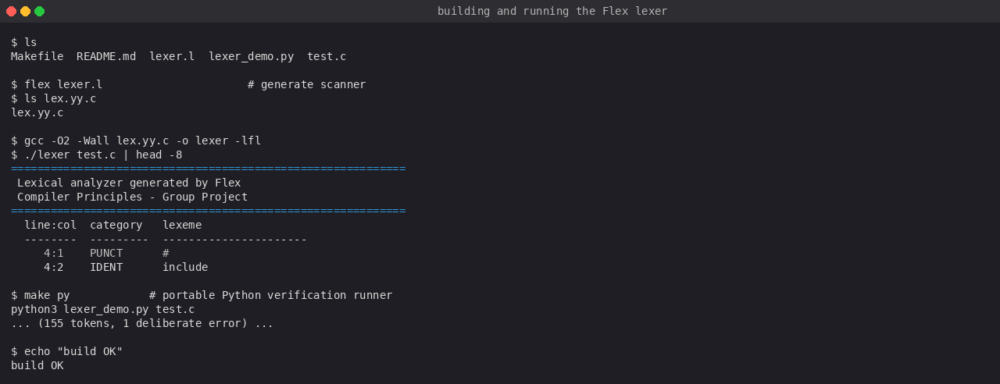 building and running the Flex lexer
$ ls
Makefile  README.md  lexer.l  lexer_demo.py  test.c
$ flex lexer.l                      # generate scanner
$ ls lex.yy.c
lex.yy.c
$ gcc -O2 -Wall lex.yy.c -o lexer -lfl
$ ./lexer test.c | head -8
============================================================
 Lexical analyzer generated by Flex
 Compiler Principles - Group Project
============================================================
  line:col  category   lexeme
  --------  ---------  ----------------------
     4:1    PUNCT      #
     4:2    IDENT      include
$ make py            # portable Python verification runner
python3 lexer_demo.py test.c
... (155 tokens, 1 deliberate error) ...
$ echo "build OK"
build OK